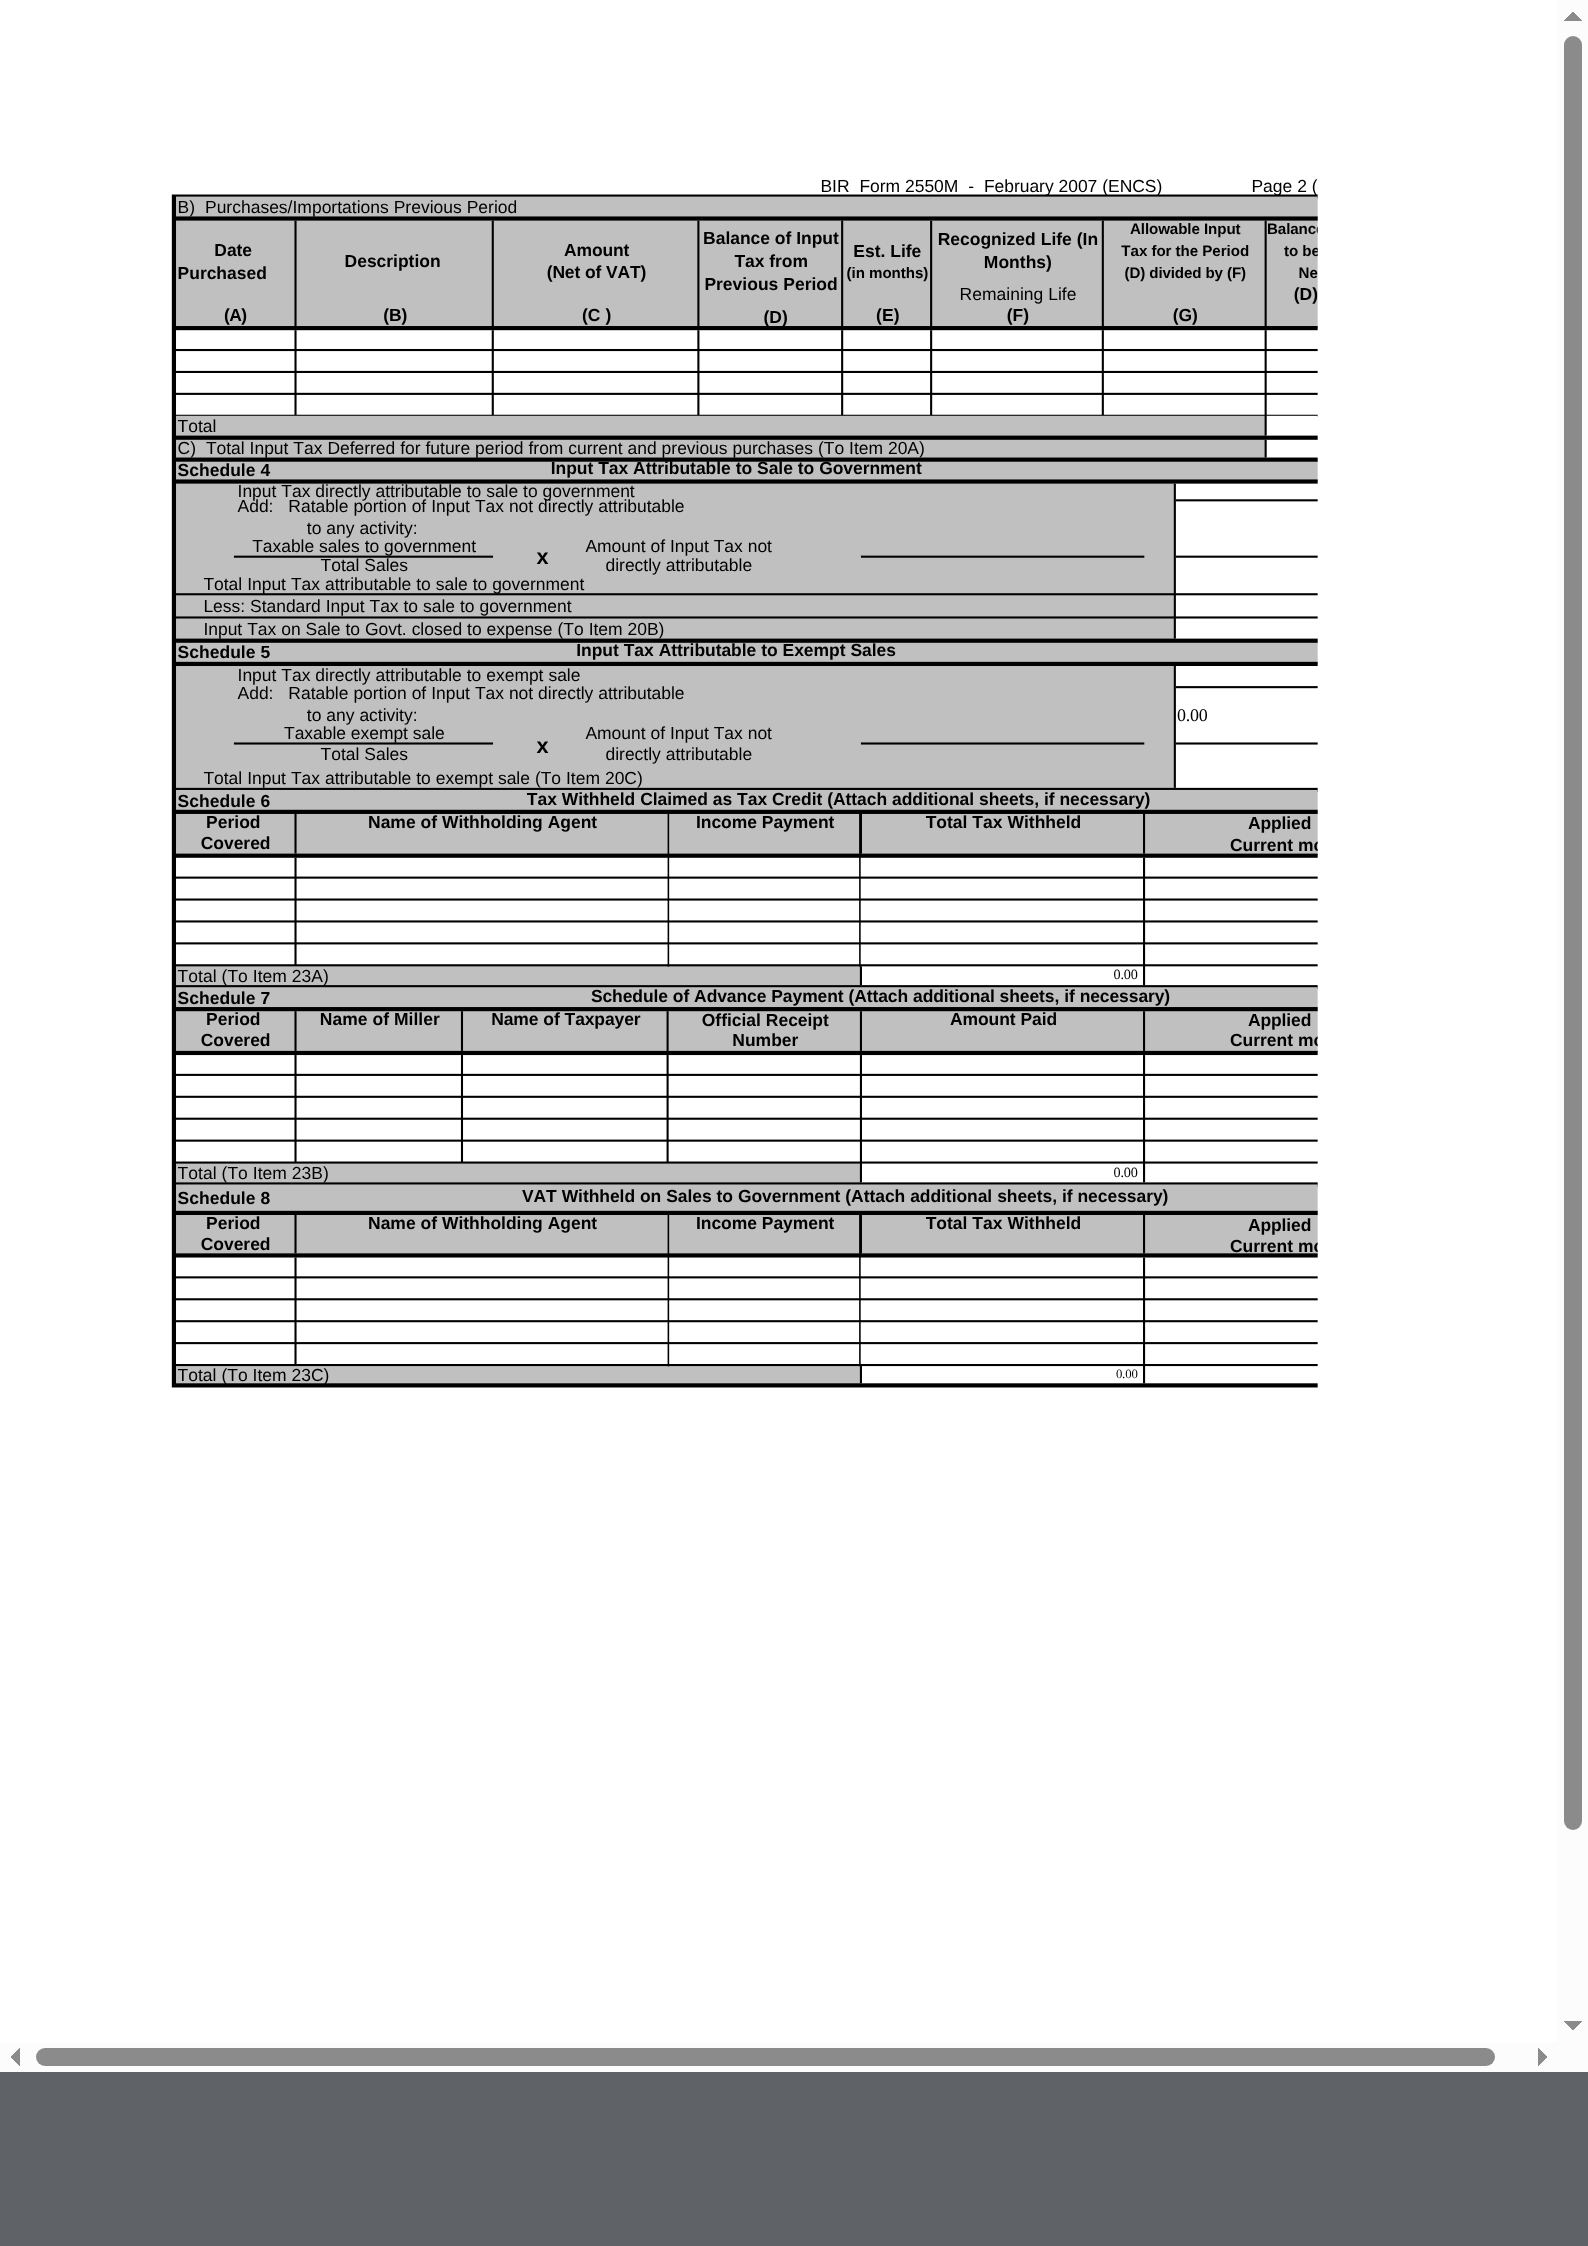 BIR Form 2550M - February 2007 (ENCS) Page 2 (
B) Purchases/Importations Previous Period
Date Purchased (A)
Description (B)
Amount (Net of VAT) (C )
Balance of Input Tax from Previous Period (D)
Est. Life (in months) (E)
Recognized Life (In Months) Remaining Life (F)
Allowable Input Tax for the Period (D) divided by (F) (G)
Balanc to be Ne (D)
Total
C) Total Input Tax Deferred for future period from current and previous purchases (To Item 20A)
Schedule 4 Input Tax Attributable to Sale to Government
Input Tax directly attributable to sale to government
Add: Ratable portion of Input Tax not directly attributable
to any activity:
Taxable sales to government x Amount of Input Tax not
Total Sales directly attributable
Total Input Tax attributable to sale to government
Less: Standard Input Tax to sale to government
Input Tax on Sale to Govt. closed to expense (To Item 20B)
Schedule 5 Input Tax Attributable to Exempt Sales
Input Tax directly attributable to exempt sale
Add: Ratable portion of Input Tax not directly attributable
to any activity: 0.00
Taxable exempt sale x Amount of Input Tax not
Total Sales directly attributable
Total Input Tax attributable to exempt sale (To Item 20C)
Schedule 6 Tax Withheld Claimed as Tax Credit (Attach additional sheets, if necessary)
Period Name of Withholding Agent Income Payment Total Tax Withheld Applied
Covered Current mo
Total (To Item 23A) 0.00
Schedule 7 Schedule of Advance Payment (Attach additional sheets, if necessary)
Period Name of Miller Name of Taxpayer Official Receipt Amount Paid Applied
Covered Number Current mo
Total (To Item 23B) 0.00
Schedule 8 VAT Withheld on Sales to Government (Attach additional sheets, if necessary)
Period Name of Withholding Agent Income Payment Total Tax Withheld Applied
Covered Current mo
Total (To Item 23C) 0.00